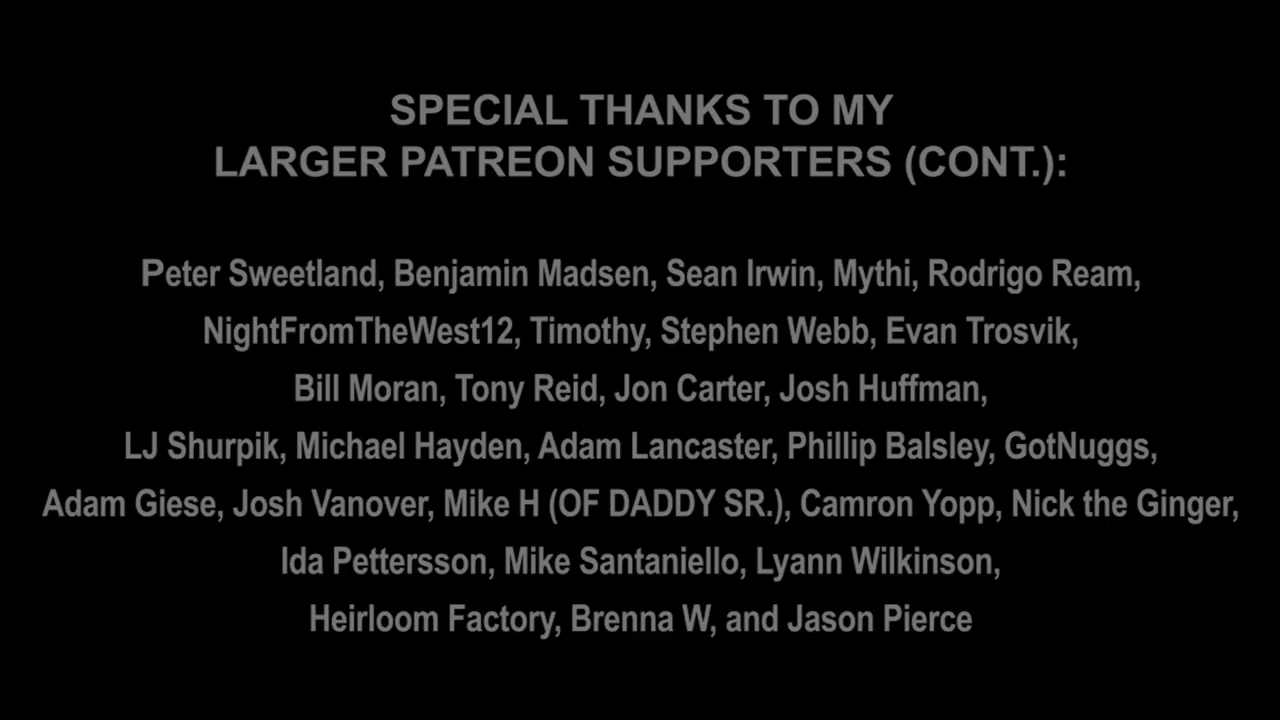 SPECIAL THANKS TO MY
LARGER PATREON SUPPORTERS (CONT.):
Peter Sweetland, Benjamin Madsen, Sean Irwin, Mythi, Rodrigo Ream,
NightFromTheWest12, Timothy, Stephen Webb, Evan Trosvik,
Bill Moran, Tony Reid, Jon Carter, Josh Huffman,
LJ Shurpik, Michael Hayden, Adam Lancaster, Phillip Balsley, GotNuggs,
Adam Giese, Josh Vanover, Mike H (OF DADDY SR.), Camron Yopp, Nick the Ginger,
Ida Pettersson, Mike Santaniello, Lyann Wilkinson,
Heirloom Factory, Brenna W, and Jason Pierce